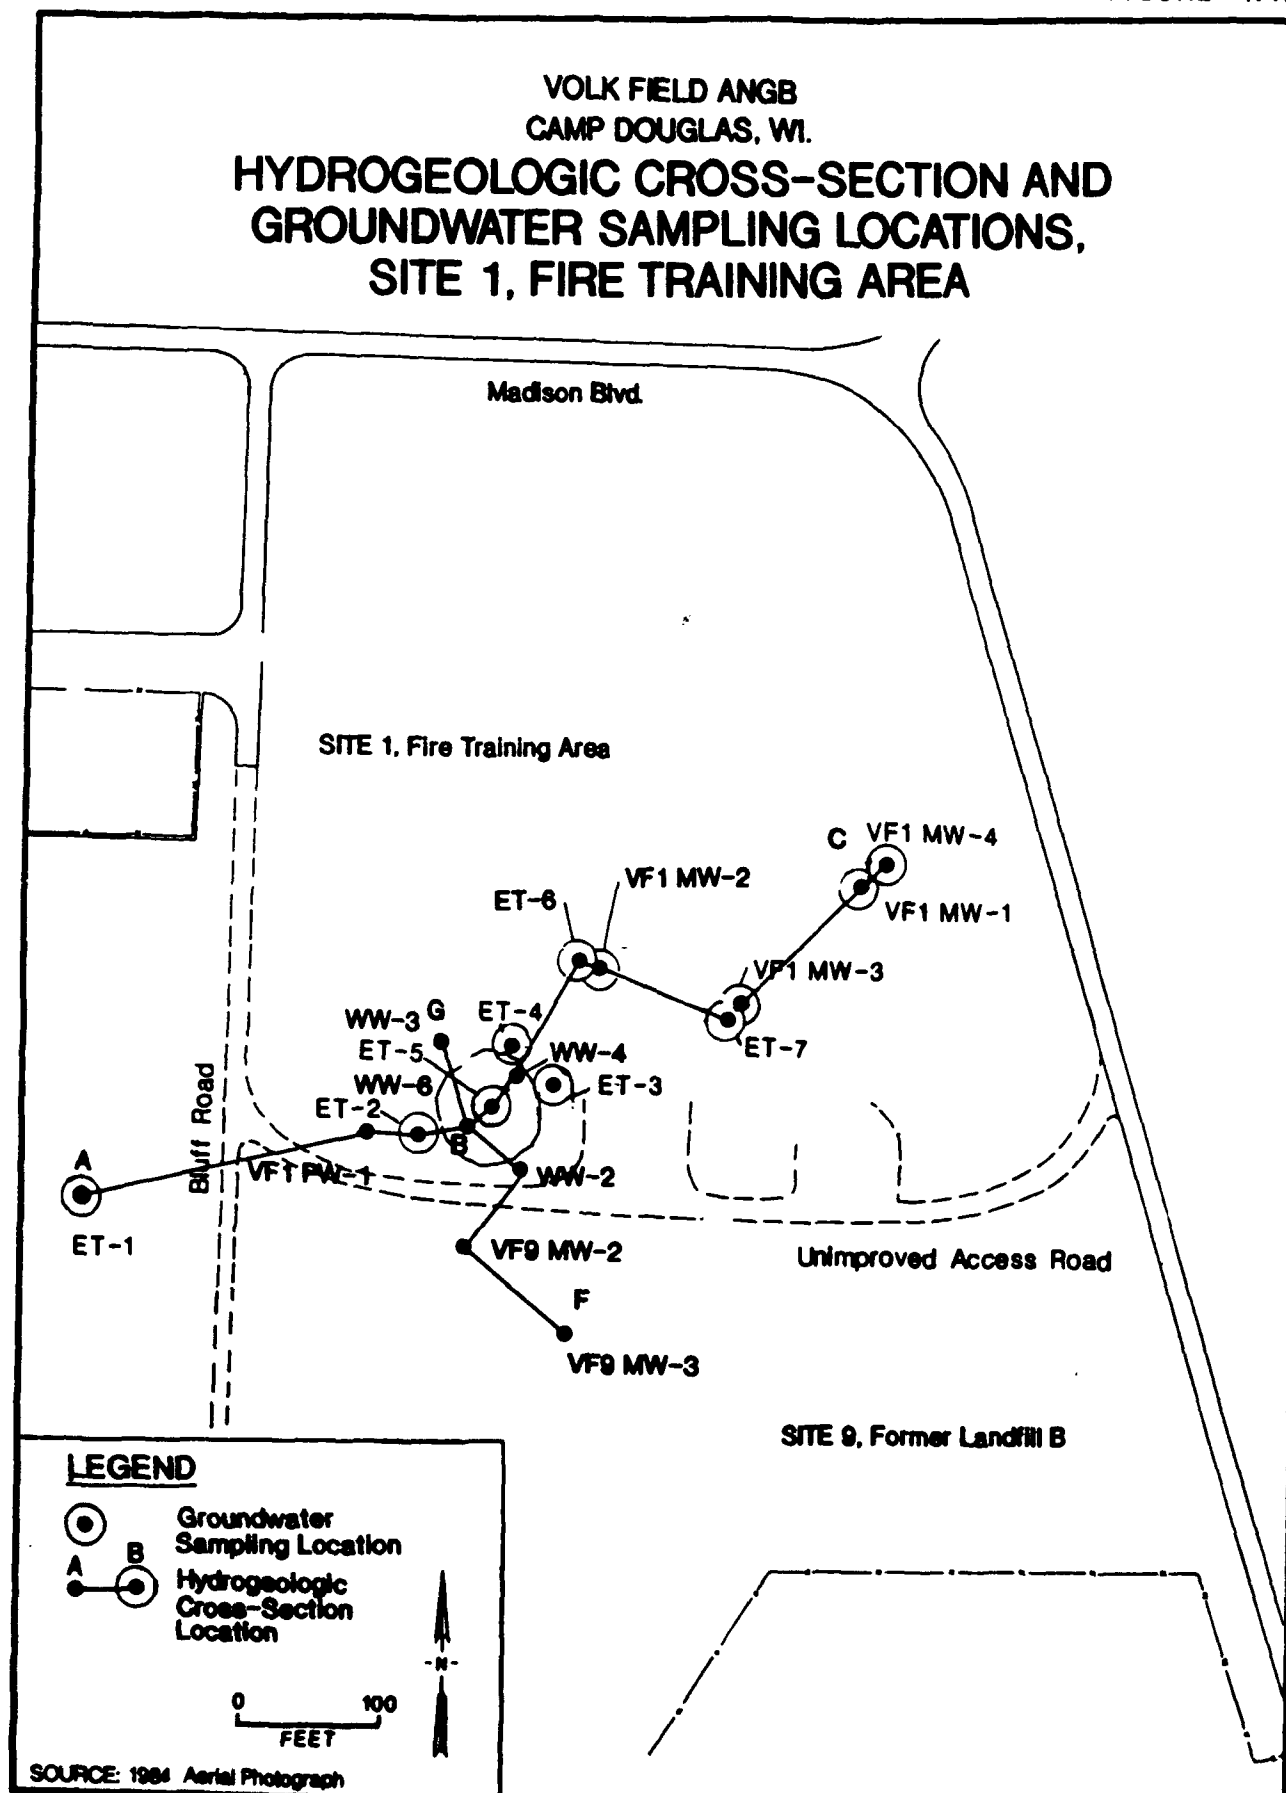 VOLK FIELD ANGB
CAMP DOUGLAS, WI.
HYDROGEOLOGIC CROSS-SECTION AND
GROUNDWATER SAMPLING LOCATIONS,
SITE 1, FIRE TRAINING AREA
Madison Blvd.
SITE 1, Fire Training Area
C
VF1 MW-4
VF1 MW-2
VF1 MW-1
ET-6
VF1 MW-3
ET-7
WW-3
G
ET-4
ET-5
WW-4
WW-6
ET-3
ET-2
B
Bluff Road
A
VF1 PW-1
WW-2
ET-1
VF9 MW-2
Unimproved Access Road
F
VF9 MW-3
SITE 9, Former Landfill B
LEGEND
Groundwater
Sampling Location
A
B
Hydrogeologic
Cross-Section
Location
-N-
0 100
FEET
SOURCE: 1984 Aerial Photograph